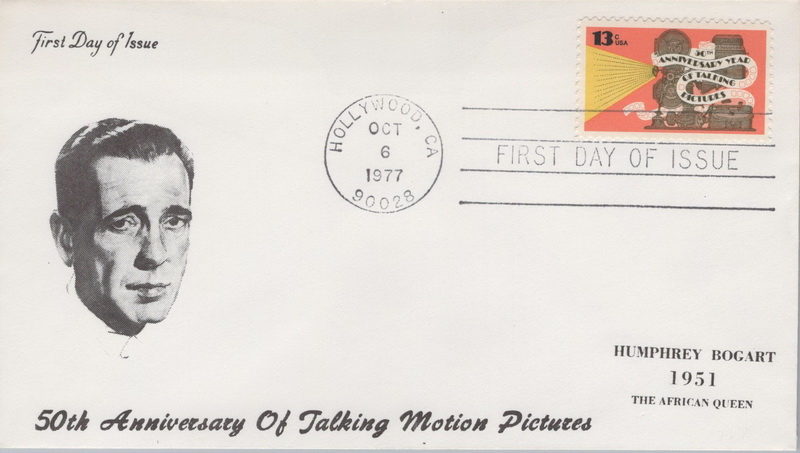 First Day of Issue
13c
USA
50TH
ANNIVERSARY YEAR
OF TALKING
PICTURES
HOLLYWOOD, CA
OCT
6
1977
90028
FIRST DAY OF ISSUE
HUMPHREY BOGART
1951
THE AFRICAN QUEEN
50th Anniversary Of Talking Motion Pictures